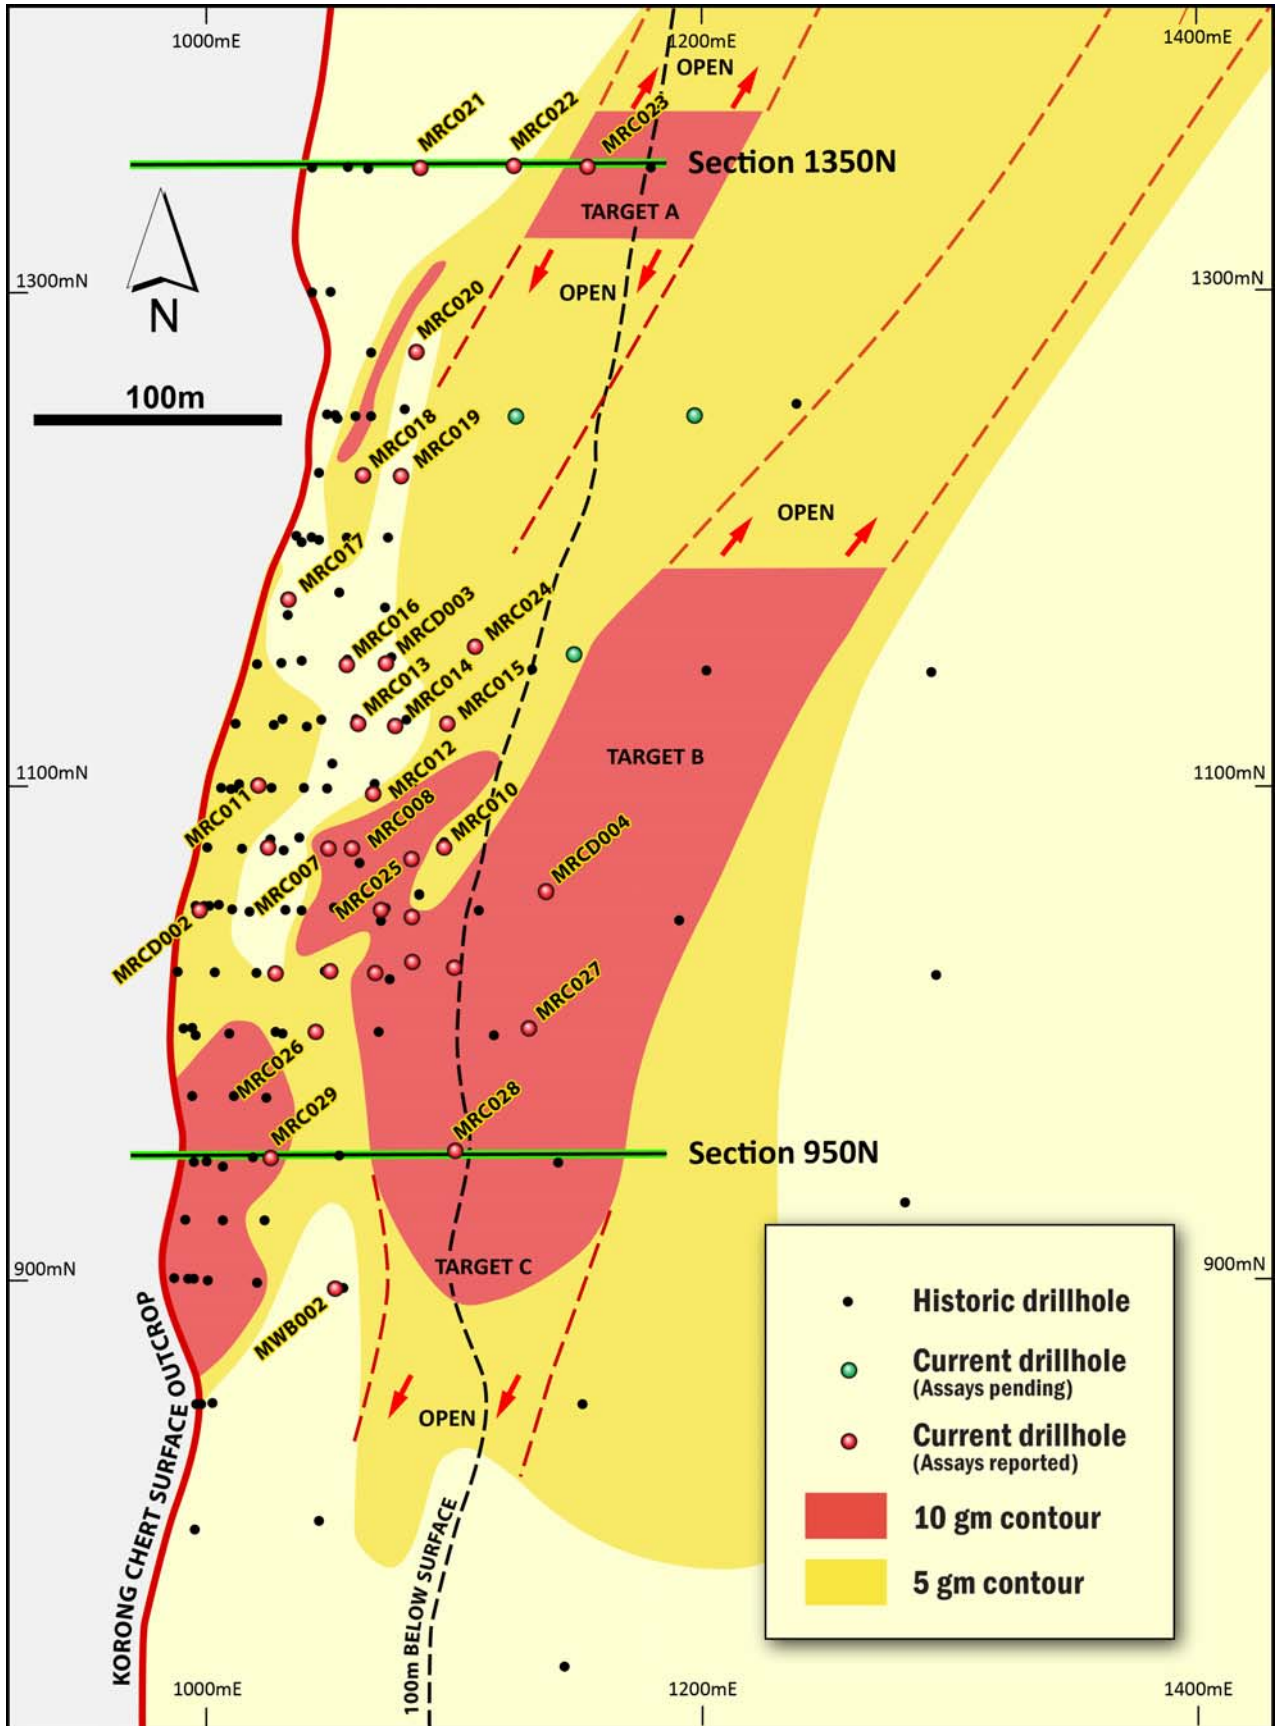 1000mE
1200mE
1400mE
OPEN
MRC021
MRC022
MRC023
Section 1350N
TARGET A
1300mN
1300mN
OPEN
N
MRC020
100m
MRC018
MRC019
OPEN
MRC017
MRC016
MRCD003
MRC024
MRC013
MRC014
MRC015
TARGET B
1100mN
1100mN
MRC012
MRC011
MRC008
MRC010
MRCD004
MRC007
MRC025
MRCD002
MRC027
MRC026
MRC029
MRC028
Section 950N
900mN
900mN
TARGET C
MWB002
OPEN
KORONG CHERT SURFACE OUTCROP
100m BELOW SURFACE
Historic drillhole
Current drillhole
(Assays pending)
Current drillhole
(Assays reported)
10 gm contour
5 gm contour
1000mE
1200mE
1400mE